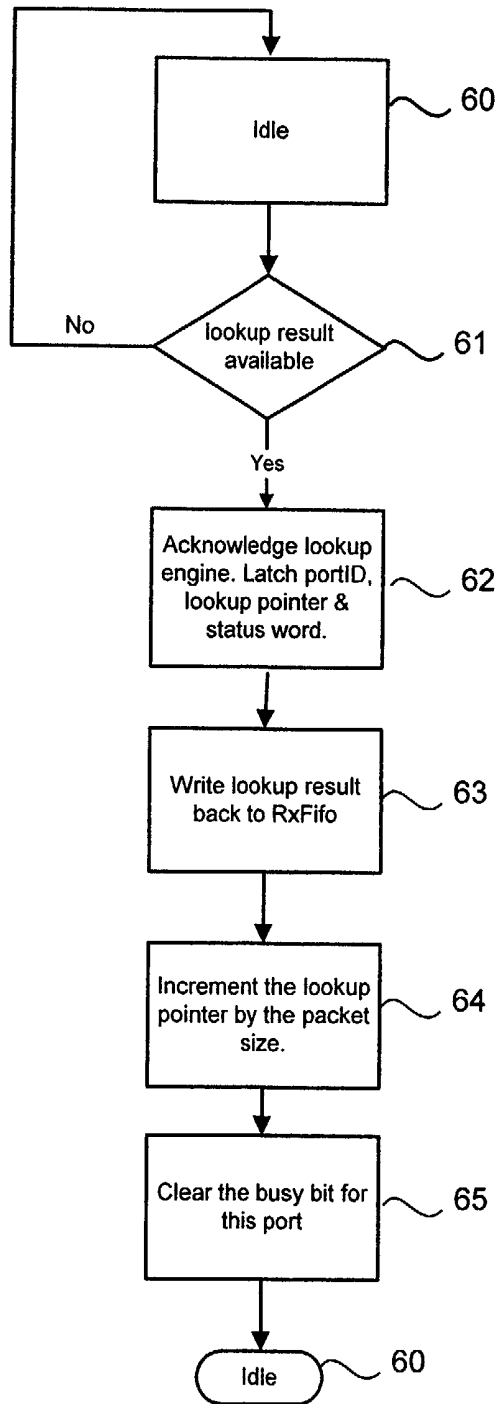 Idle
60
lookup result
available
61
No
Yes
Acknowledge lookup
engine. Latch portID,
lookup pointer &
status word.
62
Write lookup result
back to RxFifo
63
Increment the lookup
pointer by the packet
size.
64
Clear the busy bit for
this port
65
Idle
60